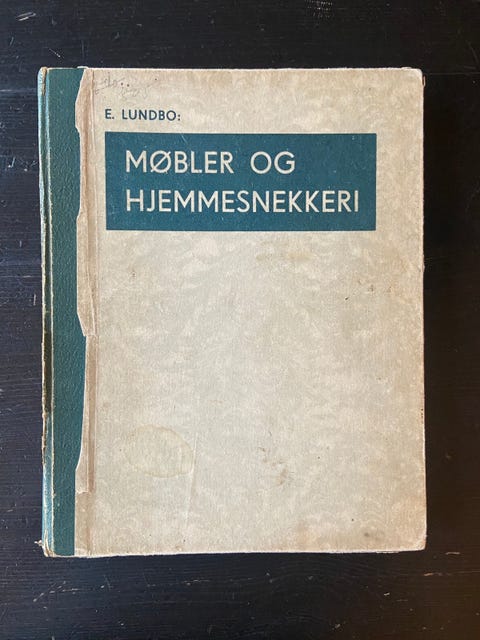 E. LUNDBO:
MØBLER OG
HJEMMESNEKKERI